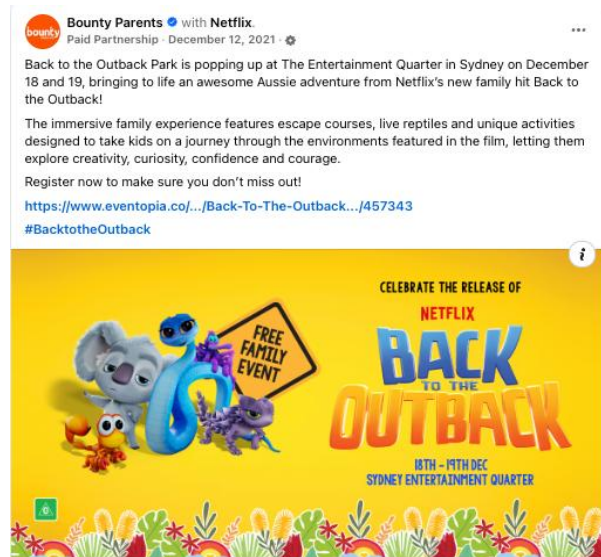 bounty
Bounty Parents with Netflix.
Paid Partnership · December 12, 2021 ·
Back to the Outback Park is popping up at The Entertainment Quarter in Sydney on December
18 and 19, bringing to life an awesome Aussie adventure from Netflix's new family hit Back to
the Outback!
The immersive family experience features escape courses, live reptiles and unique activities
designed to take kids on a journey through the environments featured in the film, letting them
explore creativity, curiosity, confidence and courage.
Register now to make sure you don't miss out!
https://www.eventopia.co/.../Back-To-The-Outback.../457343
#BacktotheOutback
i
CELEBRATE THE RELEASE OF
NETFLIX
BACK
TO THE
OUTBACK
18TH - 19TH DEC
SYDNEY ENTERTAINMENT QUARTER
FREE
FAMILY
EVENT
G